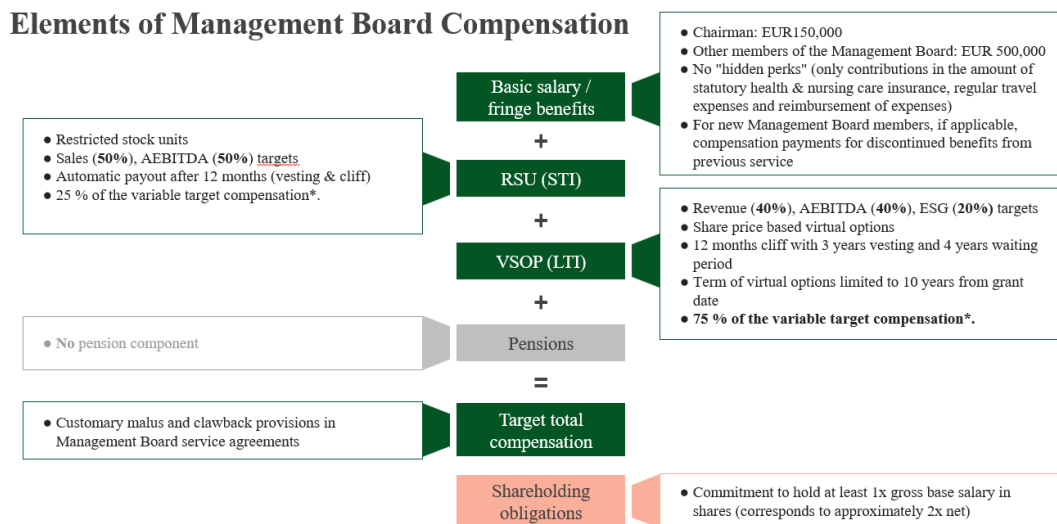 Elements of Management Board Compensation
● Chairman: EUR150,000
● Other members of the Management Board: EUR 500,000
● No "hidden perks" (only contributions in the amount of
statutory health & nursing care insurance, regular travel
expenses and reimbursement of expenses)
● For new Management Board members, if applicable,
compensation payments for discontinued benefits from
previous service
Basic salary /
fringe benefits
+
● Restricted stock units
● Sales (50%), AEBITDA (50%) targets
● Automatic payout after 12 months (vesting & cliff)
● 25 % of the variable target compensation*.
RSU (STI)
+
● Revenue (40%), AEBITDA (40%), ESG (20%) targets
● Share price based virtual options
● 12 months cliff with 3 years vesting and 4 years waiting
period
● Term of virtual options limited to 10 years from grant
date
● 75 % of the variable target compensation*.
VSOP (LTI)
+
● No pension component
Pensions
=
● Customary malus and clawback provisions in
Management Board service agreements
Target total
compensation
Shareholding
obligations
● Commitment to hold at least 1x gross base salary in
shares (corresponds to approximately 2x net)